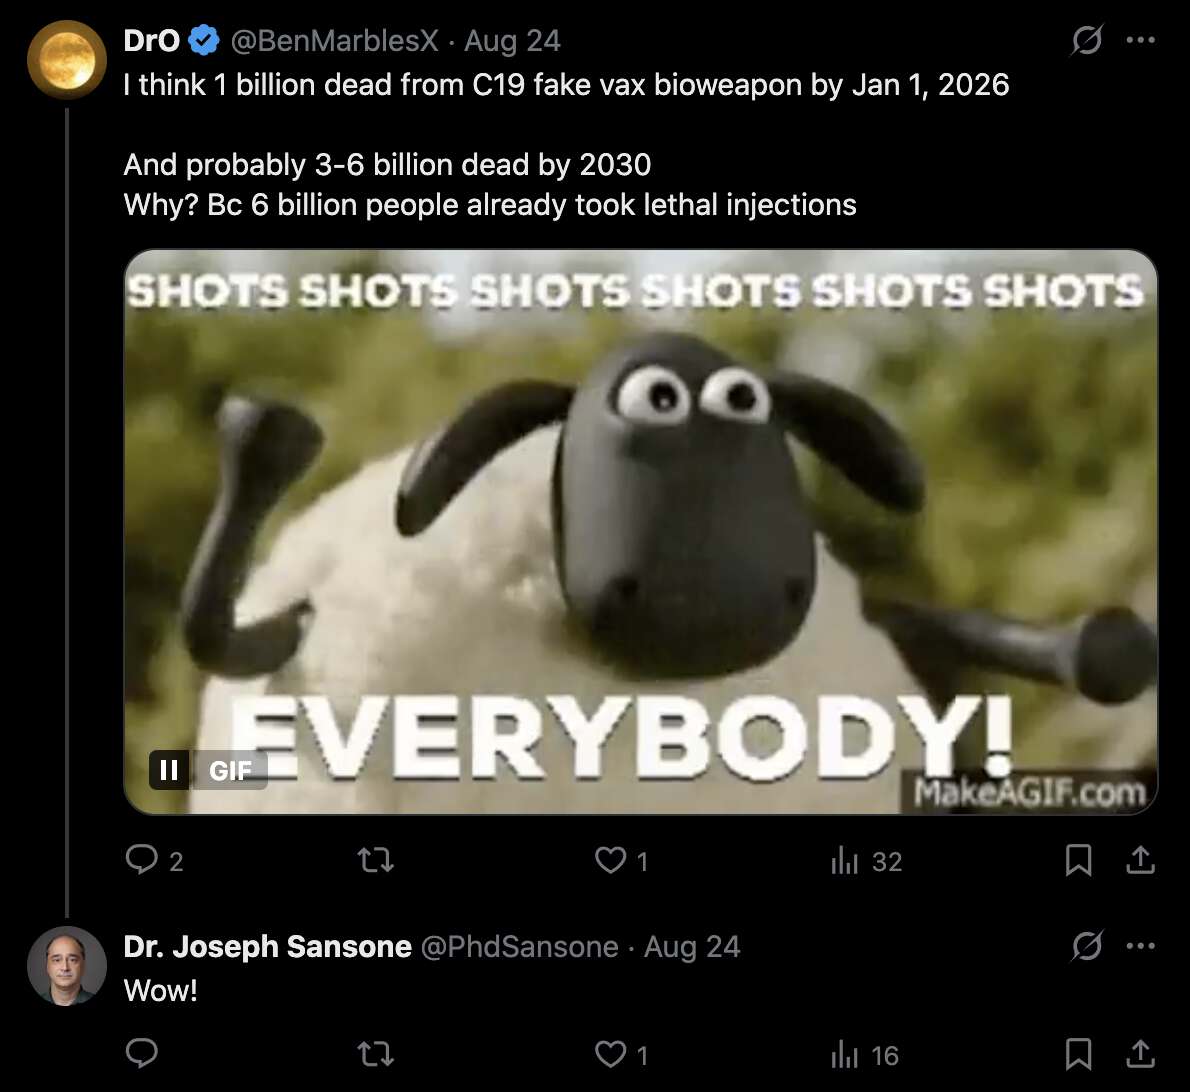 DrO @BenMarblesX · Aug 24
I think 1 billion dead from C19 fake vax bioweapon by Jan 1, 2026
And probably 3-6 billion dead by 2030
Why? Bc 6 billion people already took lethal injections
SHOTS SHOTS SHOTS SHOTS SHOTS SHOTS
EVERYBODY!
GIF
MakeAGIF.com
2 1 32
Dr. Joseph Sansone @PhdSansone · Aug 24
Wow!
1 16